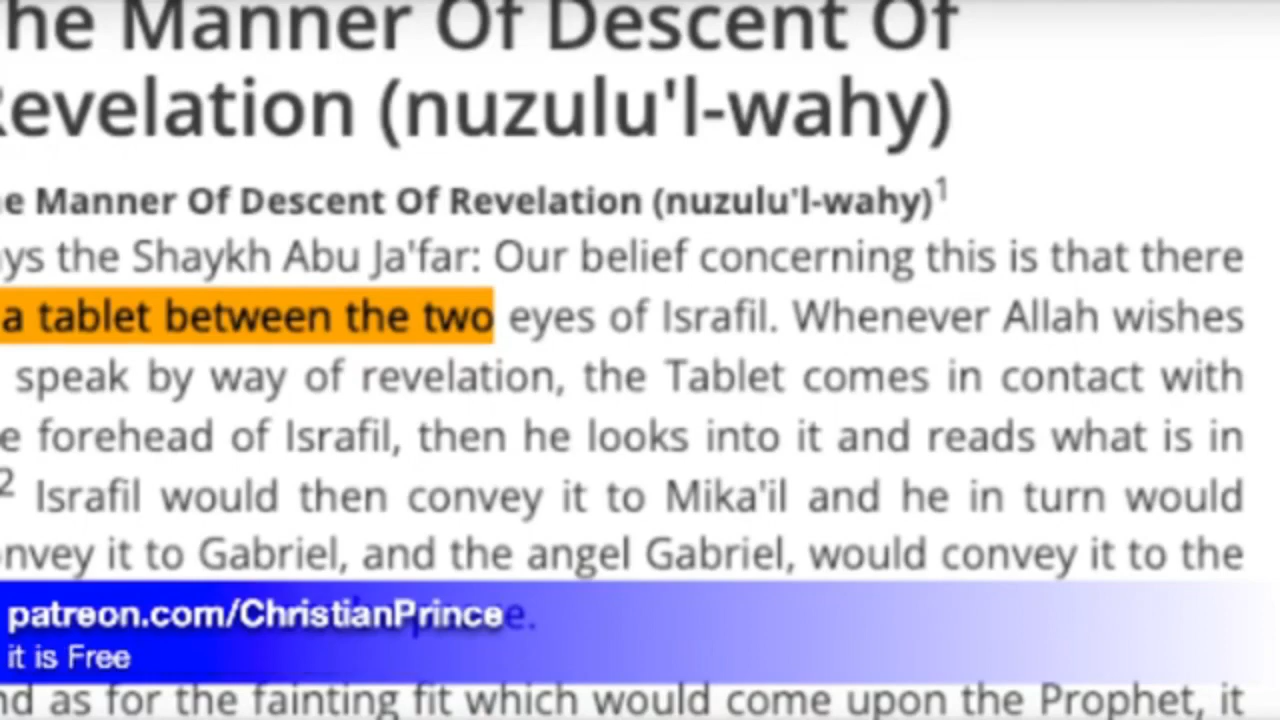 he Manner Of Descent Of
Revelation (nuzulu'l-wahy)
e Manner Of Descent Of Revelation (nuzulu'l-wahy)1
ys the Shaykh Abu Ja'far: Our belief concerning this is that there
a tablet between the two eyes of Israfil. Whenever Allah wishes
speak by way of revelation, the Tablet comes in contact with
e forehead of Israfil, then he looks into it and reads what is in
2 Israfil would then convey it to Mika'il and he in turn would
nvey it to Gabriel, and the angel Gabriel, would convey it to the
patreon.com/ChristianPrince
it is Free
nd as for the fainting fit which would come upon the Prophet, it